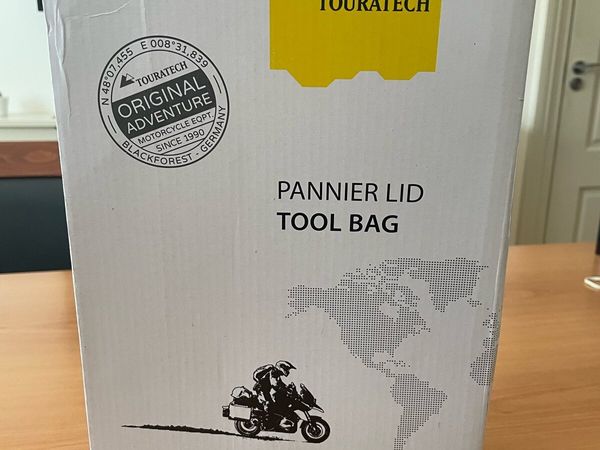 TOURATECH
N 48°07.455 E 008°31,839
TOURATECH
ORIGINAL
ADVENTURE
MOTORCYCLE EQPT.
SINCE 1990
BLACKFOREST - GERMANY
PANNIER LID
TOOL BAG